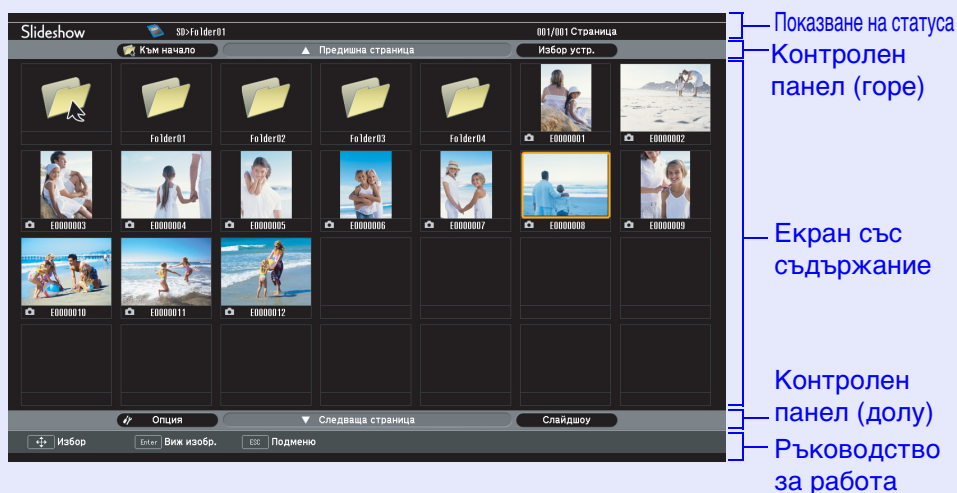 Slideshow SD>Folder01 001/001 Страница
Показване на статуса
Към начало ▲ Предишна страница Избор устр.
Контролен
панел (горе)
Folder01 Folder02 Folder03 Folder04 E0000001 E0000002
E0000003 E0000004 E0000005 E0000006 E0000007 E0000008 E0000009
Екран със
съдържание
E0000010 E0000011 E0000012
Контролен
панел (долу)
Опция ▼ Следваща страница Слайдшоу
Избор Enter Виж изобр. ESC Подменю
Ръководство
за работа